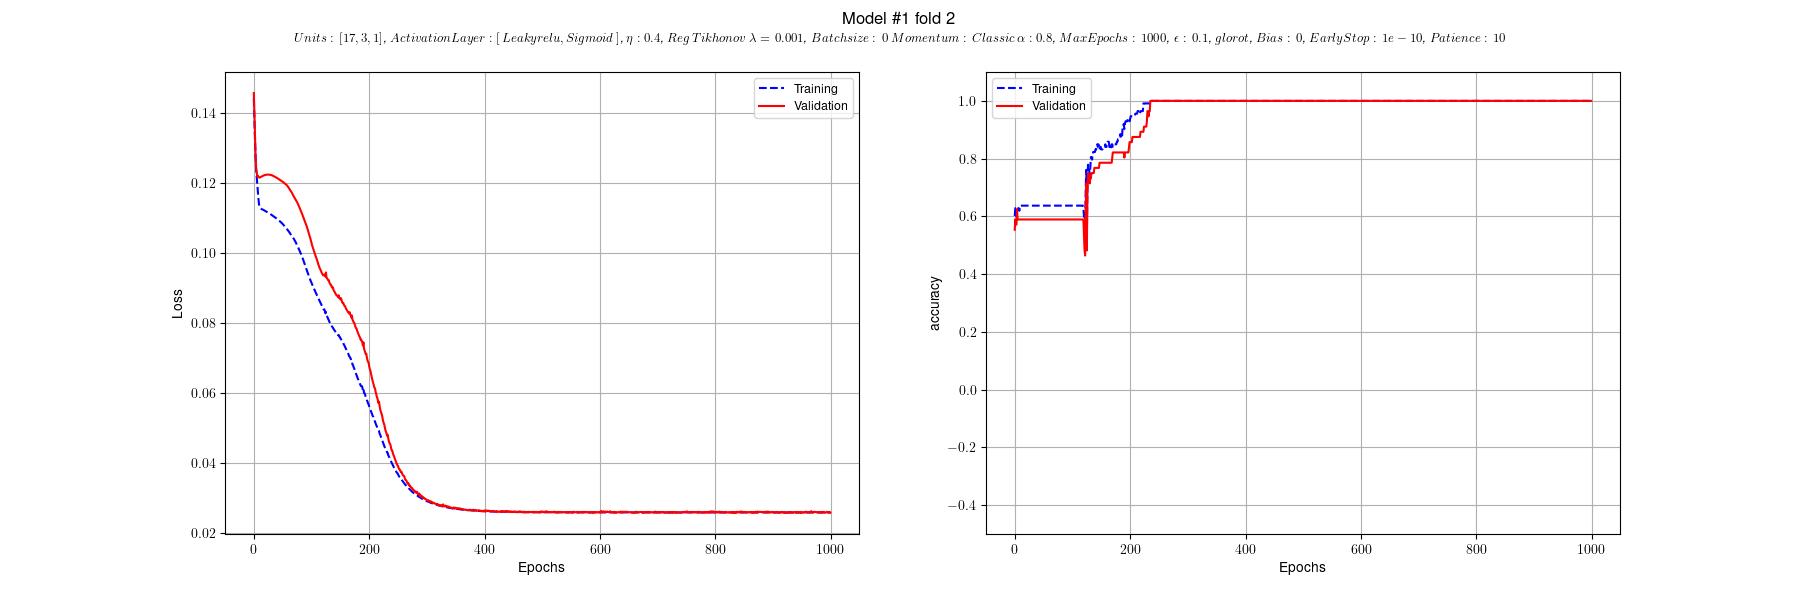 Model #1 fold 2
Units : [17, 3, 1], ActivationLayer : [ Leakyrelu, Sigmoid ], η : 0.4, Reg Tikhonov λ = 0.001, Batchsize : 0 Momentum : Classic α : 0.8, MaxEpochs : 1000, ϵ : 0.1, glorot, Bias : 0, EarlyStop : 1e − 10, Patience : 10
Training
Validation
0.14
0.12
0.10
0.08
0.06
0.04
0.02
Loss
0 200 400 600 800 1000
Epochs
Training
Validation
1.0
0.8
0.6
0.4
0.2
0.0
−0.2
−0.4
accuracy
0 200 400 600 800 1000
Epochs